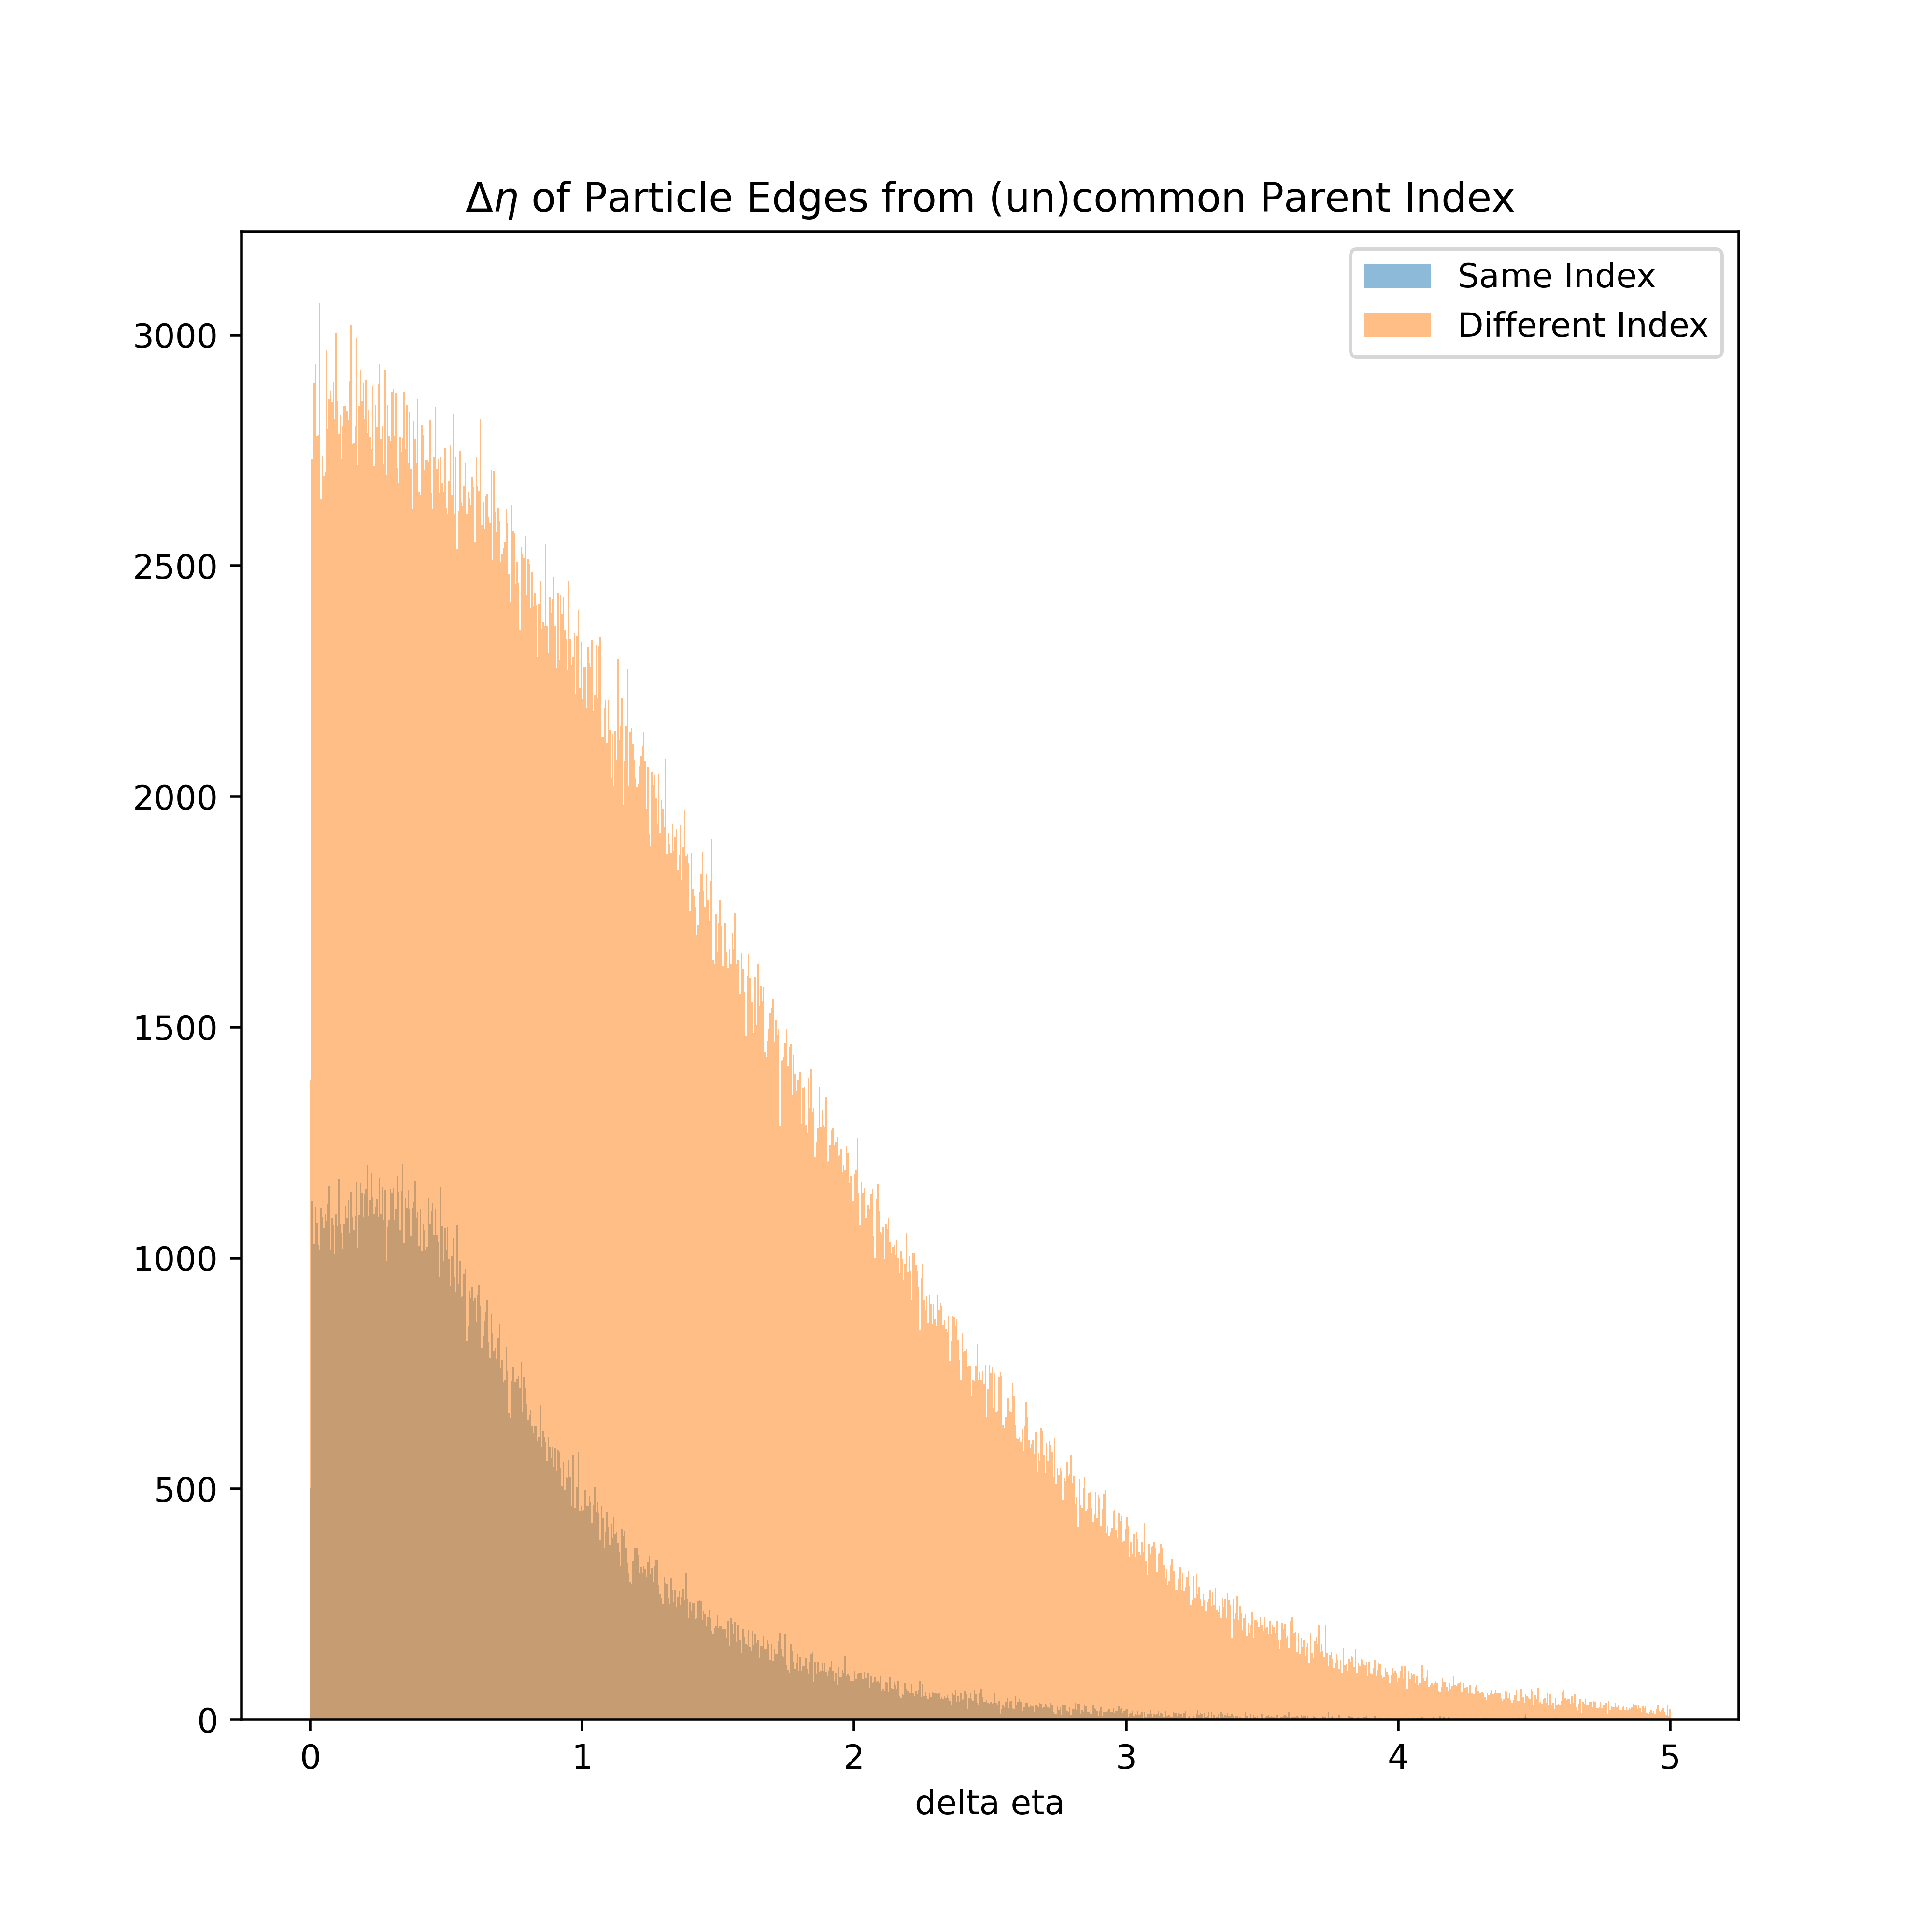 Δη of Particle Edges from (un)common Parent Index
Same Index
Different Index
3000
2500
2000
1500
1000
500
0
0 1 2 3 4 5
delta eta